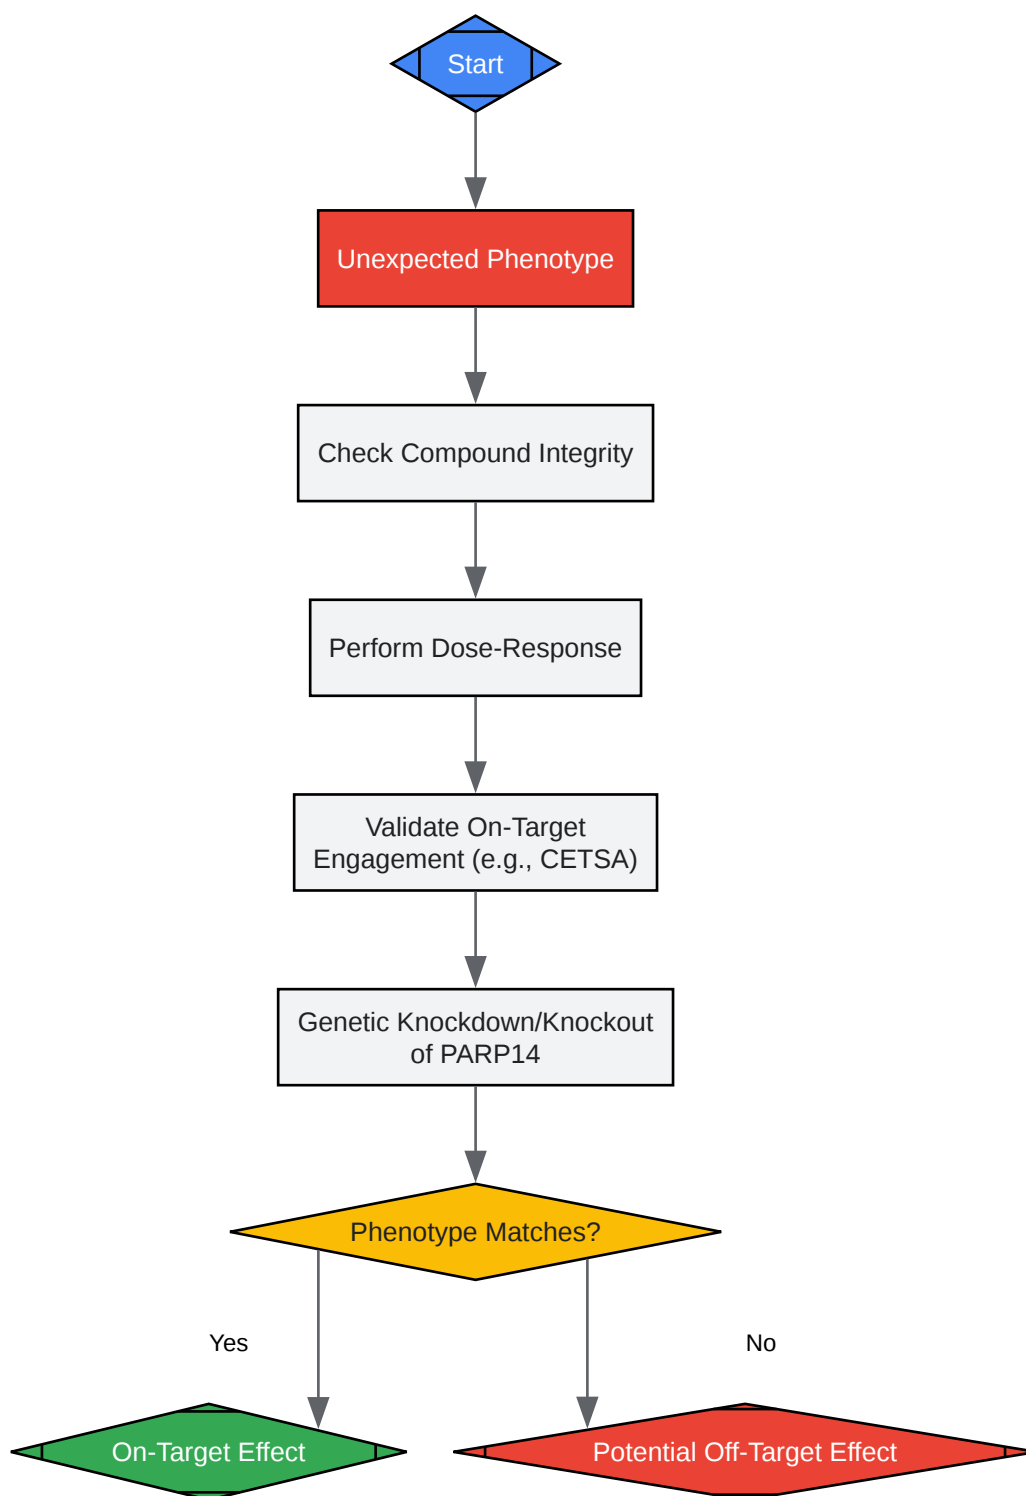 Start
Unexpected Phenotype
Check Compound Integrity
Perform Dose-Response
Validate On-Target
Engagement (e.g., CETSA)
Genetic Knockdown/Knockout
of PARP14
Phenotype Matches?
Yes
No
On-Target Effect
Potential Off-Target Effect